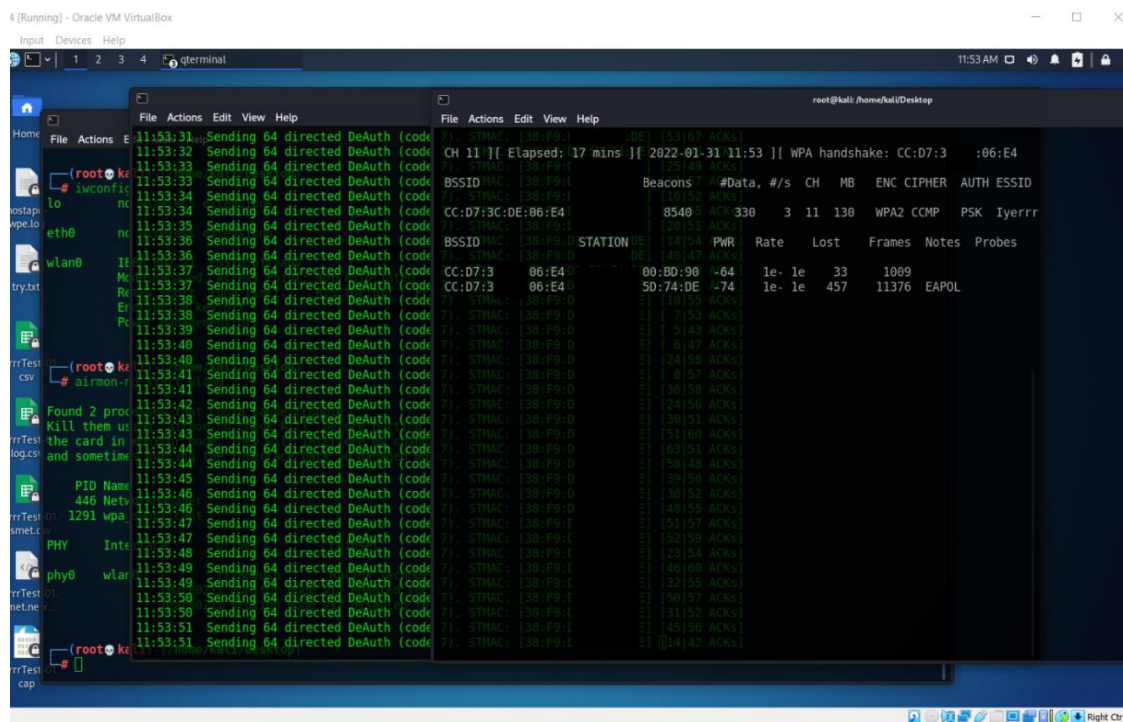 4 [Running] - Oracle VM VirtualBox
Input Devices Help
1 2 3 4 qterminal 11:53 AM
Home
try.txt
csv
cap
File Actions
(root
# iwconfig
lo
eth0
wlan0
(root
# airmon-
Found 2
Kill them
the card in
and
PID Name
446
1291
PHY
phy0
(root
#
File Actions Edit View Help
11:53:31 Sending 64 directed DeAuth (code
11:53:32 Sending 64 directed DeAuth (code
11:53:33 Sending 64 directed DeAuth (code
11:53:33 Sending 64 directed DeAuth (code
11:53:34 Sending 64 directed DeAuth (code
11:53:34 Sending 64 directed DeAuth (code
11:53:35 Sending 64 directed DeAuth (code
11:53:36 Sending 64 directed DeAuth (code
11:53:37 Sending 64 directed DeAuth (code
11:53:37 Sending 64 directed DeAuth (code
11:53:38 Sending 64 directed DeAuth (code
11:53:38 Sending 64 directed DeAuth (code
11:53:39 Sending 64 directed DeAuth (code
11:53:40 Sending 64 directed DeAuth (code
11:53:40 Sending 64 directed DeAuth (code
11:53:41 Sending 64 directed DeAuth (code
11:53:41 Sending 64 directed DeAuth (code
11:53:42 Sending 64 directed DeAuth (code
11:53:43 Sending 64 directed DeAuth (code
11:53:43 Sending 64 directed DeAuth (code
11:53:44 Sending 64 directed DeAuth (code
11:53:44 Sending 64 directed DeAuth (code
11:53:45 Sending 64 directed DeAuth (code
11:53:46 Sending 64 directed DeAuth (code
11:53:46 Sending 64 directed DeAuth (code
11:53:47 Sending 64 directed DeAuth (code
11:53:47 Sending 64 directed DeAuth (code
11:53:48 Sending 64 directed DeAuth (code
11:53:49 Sending 64 directed DeAuth (code
11:53:49 Sending 64 directed DeAuth (code
11:53:50 Sending 64 directed DeAuth (code
11:53:50 Sending 64 directed DeAuth (code
11:53:51 Sending 64 directed DeAuth (code
11:53:51 Sending 64 directed DeAuth (code
root@kali: /home/kali/Desktop
File Actions Edit View Help
CH 11 ][ Elapsed: 17 mins ][ 2022-01-31 11:53 ][ WPA handshake: CC:D7:3 :06:E4
BSSID Beacons #Data, #/s CH MB ENC CIPHER AUTH ESSID
CC:D7:3C:DE:06:E4 8540 330 3 11 130 WPA2 CCMP PSK Iyerrr
BSSID STATION PWR Rate Lost Frames Notes Probes
CC:D7:3 06:E4 00:BD:90 -64 1e- 1e 33 1009
CC:D7:3 06:E4 5D:74:DE -74 1e- 1e 457 11376 EAPOL
Right Ctr